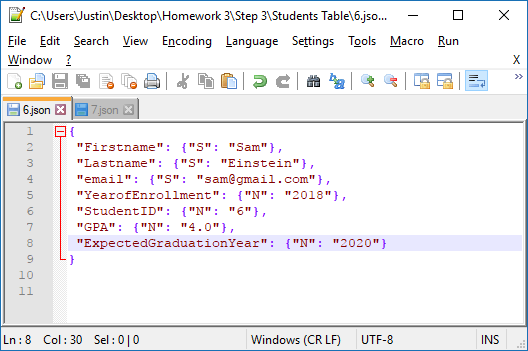 C:\Users\Justin\Desktop\Homework 3\Step 3\Students Table\6.jso...
File Edit Search View Encoding Language Settings Tools Macro Run
Window ? X
6.json 7.json
1 {
2 "Firstname": {"S": "Sam"},
3 "Lastname": {"S": "Einstein"},
4 "email": {"S": "sam@gmail.com"},
5 "YearofEnrollment": {"N": "2018"},
6 "StudentID": {"N": "6"},
7 "GPA": {"N": "4.0"},
8 "ExpectedGraduationYear": {"N": "2020"}
9 }
10
11
Ln : 8 Col : 30 Sel : 0 | 0 Windows (CR LF) UTF-8 INS